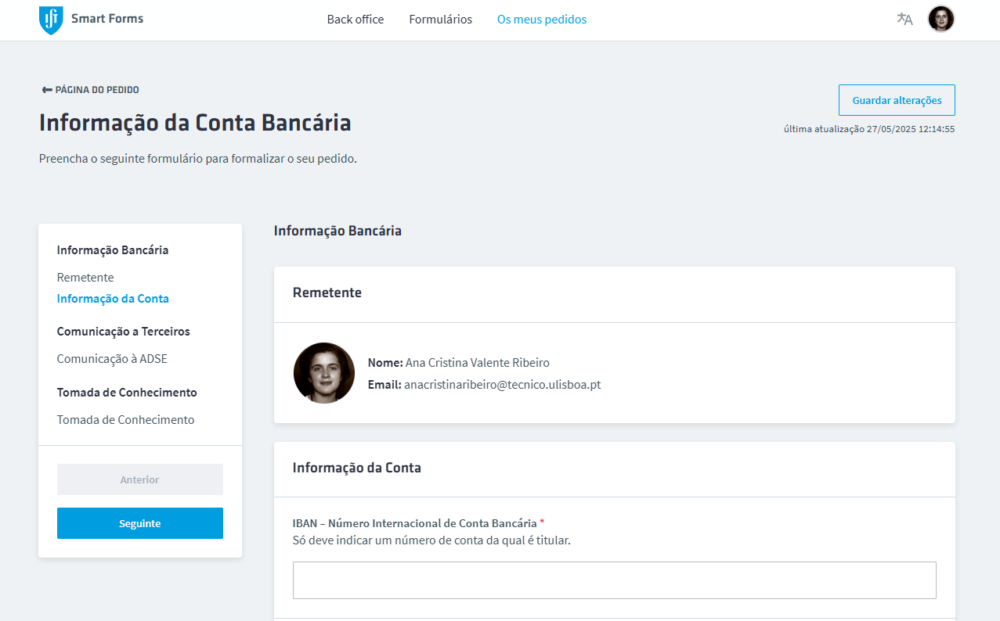 Smart Forms
Back office
Formulários
Os meus pedidos
PÁGINA DO PEDIDO
Informação da Conta Bancária
Preencha o seguinte formulário para formalizar o seu pedido.
Guardar alterações
última atualização 27/05/2025 12:14:55
Informação Bancária
Remetente
Informação da Conta
Comunicação a Terceiros
Comunicação à ADSE
Tomada de Conhecimento
Tomada de Conhecimento
Anterior
Seguinte
Informação Bancária
Remetente
Nome: Ana Cristina Valente Ribeiro
Email: anacristinaribeiro@tecnico.ulisboa.pt
Informação da Conta
IBAN – Número Internacional de Conta Bancária *
Só deve indicar um número de conta da qual é titular.